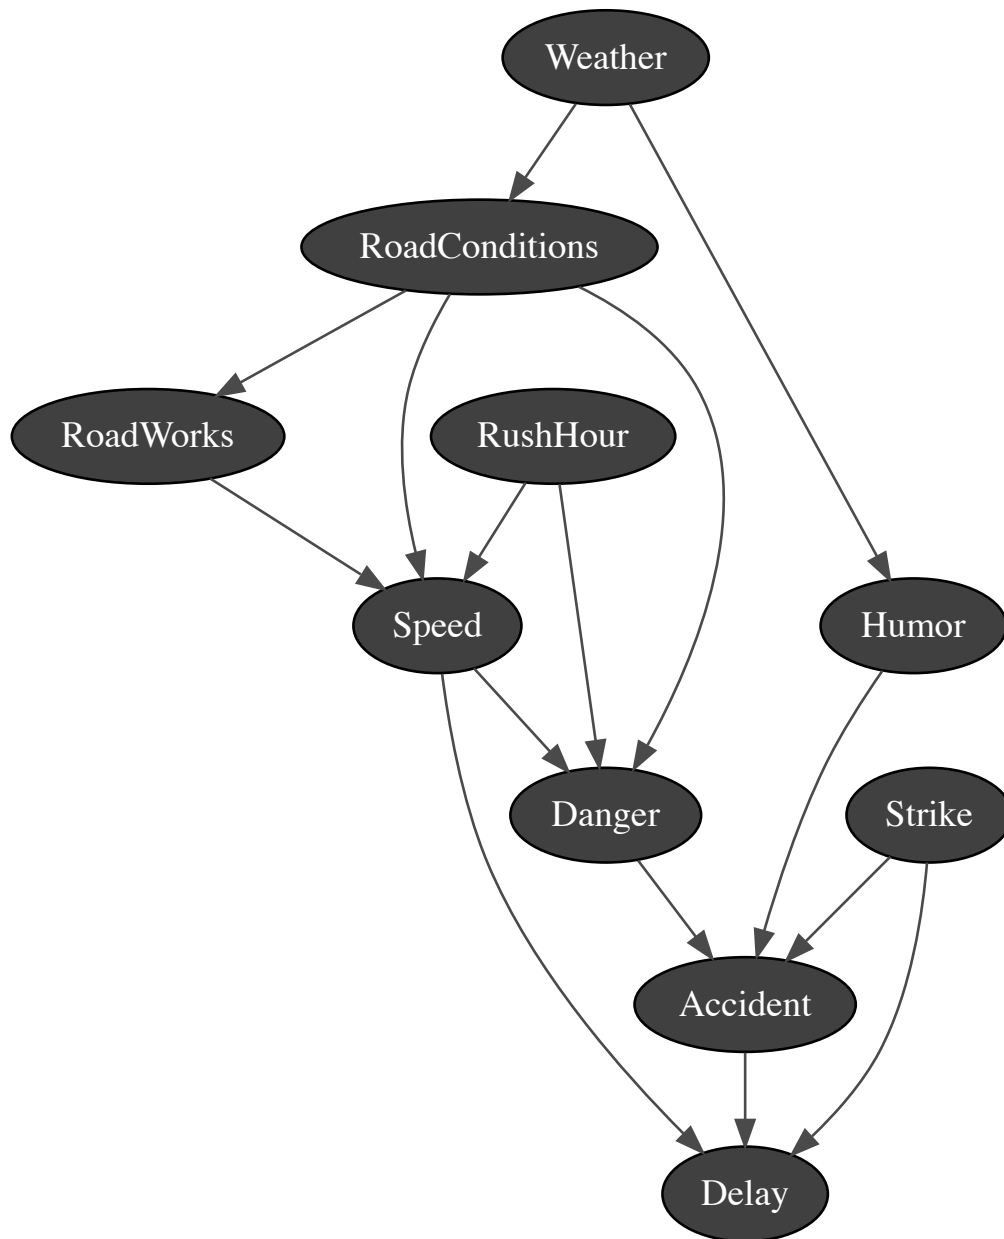 Weather
RoadConditions
RoadWorks
RushHour
Speed
Humor
Danger
Strike
Accident
Delay